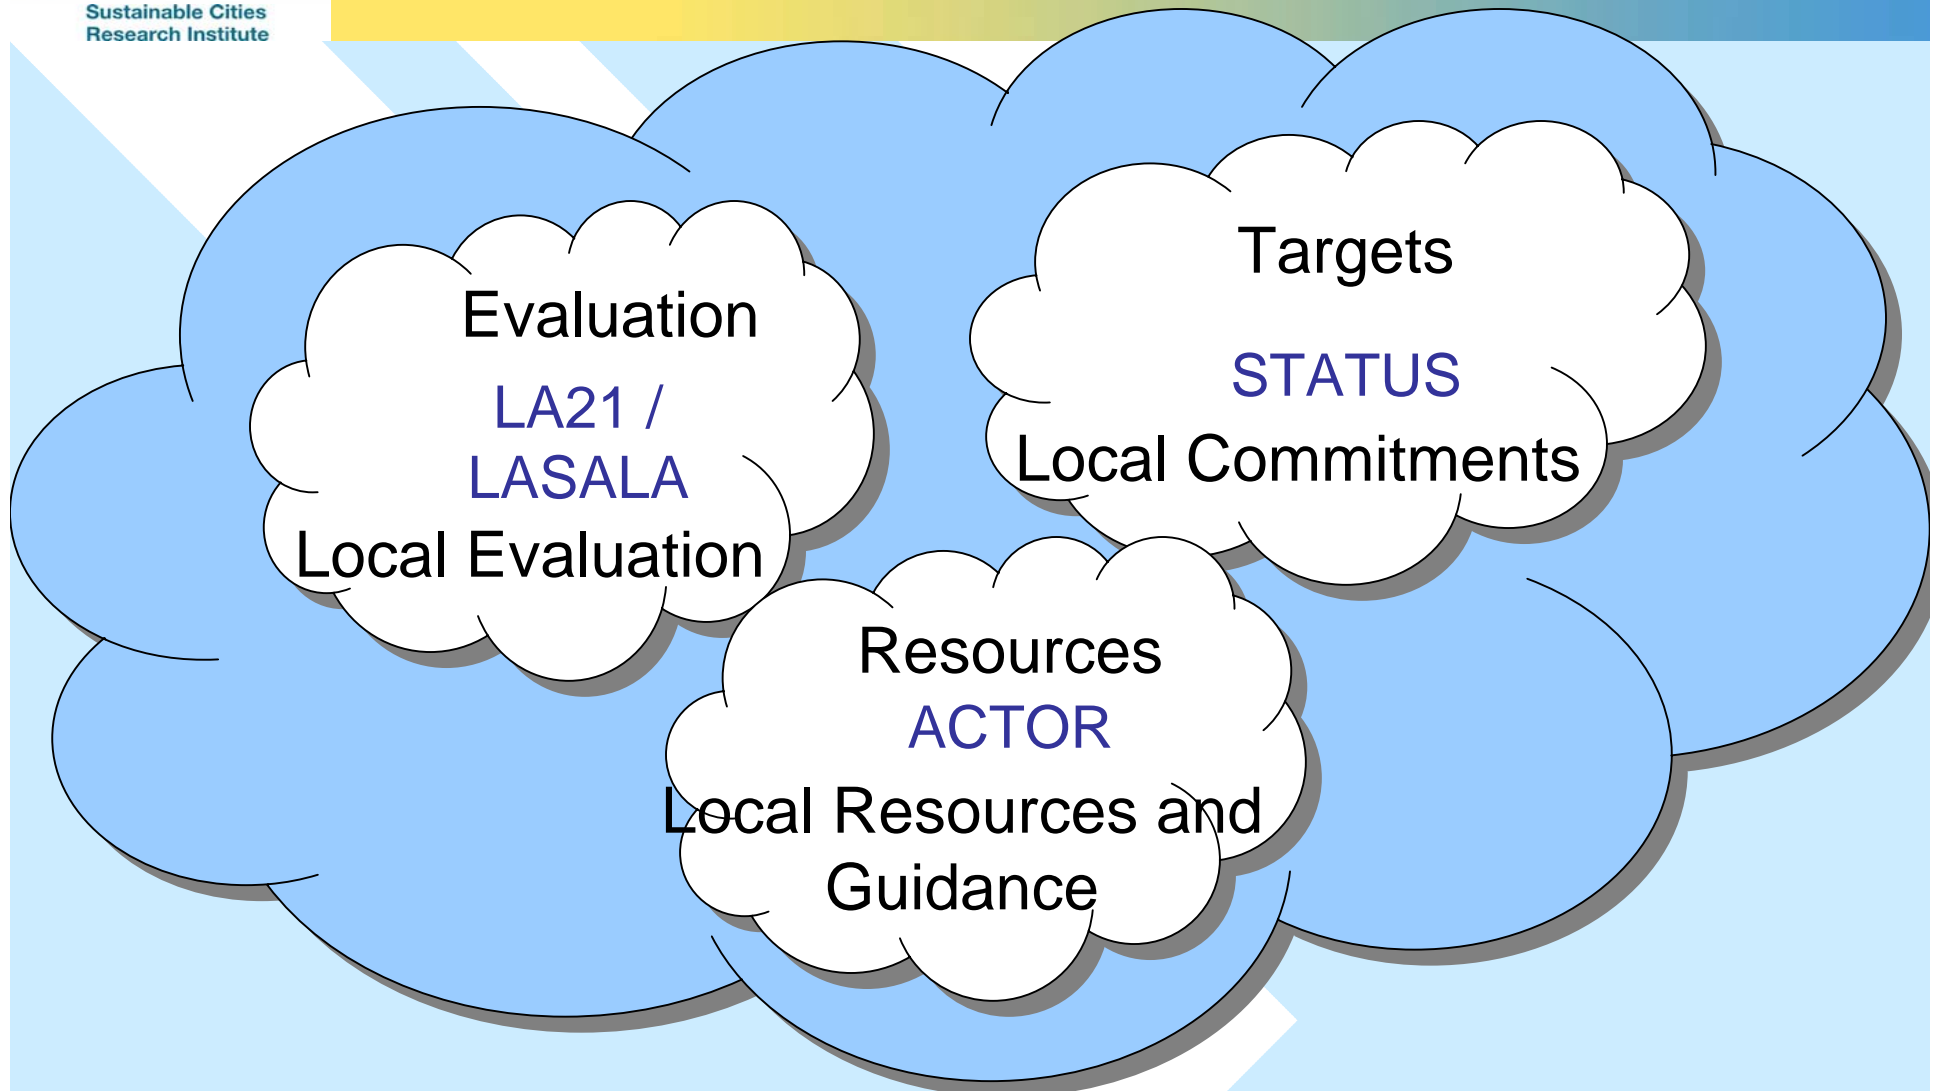 Sustainable Cities
Research Institute
Evaluation
LA21 /
LASALA
Local Evaluation
Targets
STATUS
Local Commitments
Resources
ACTOR
Local Resources and
Guidance